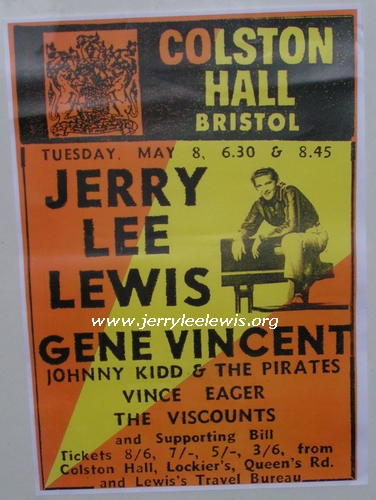 COLSTON
HALL
BRISTOL
TUESDAY, MAY 8, 6.30 & 8.45
JERRY
LEE
LEWIS
www.jerryleelewis.org
GENE VINCENT
JOHNNY KIDD & THE PIRATES
VINCE EAGER
THE VISCOUNTS
and Supporting Bill
Tickets 8/6, 7/-, 5/-, 3/6, from
Colston Hall, Lockier's, Queen's Rd.
and Lewis's Travel Bureau